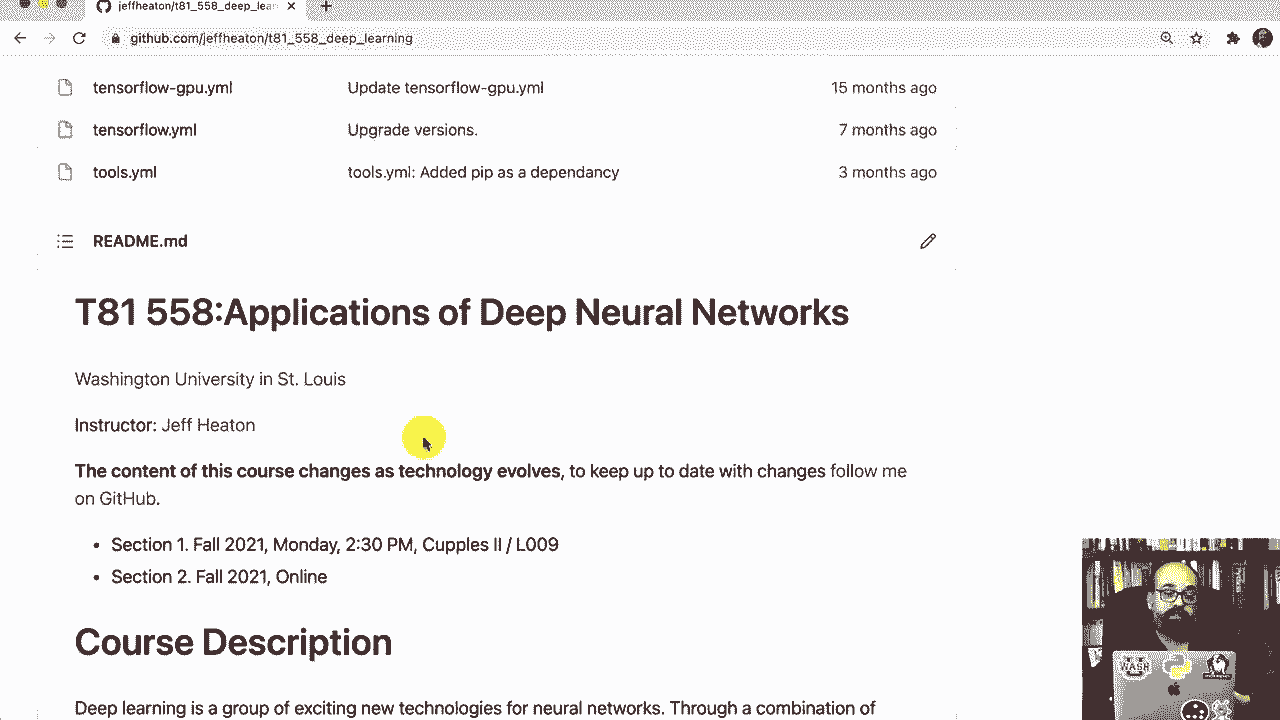 jeffheaton/t81_558_deep_lear
github.com/jeffheaton/t81_558_deep_learning
tensorflow-gpu.yml Update tensorflow-gpu.yml 15 months ago
tensorflow.yml Upgrade versions. 7 months ago
tools.yml tools.yml: Added pip as a dependancy 3 months ago
README.md
T81 558:Applications of Deep Neural Networks
Washington University in St. Louis
Instructor: Jeff Heaton
The content of this course changes as technology evolves, to keep up to date with changes follow me
on GitHub.
• Section 1. Fall 2021, Monday, 2:30 PM, Cupples II / L009
• Section 2. Fall 2021, Online
Course Description
Deep learning is a group of exciting new technologies for neural networks. Through a combination of
WASH